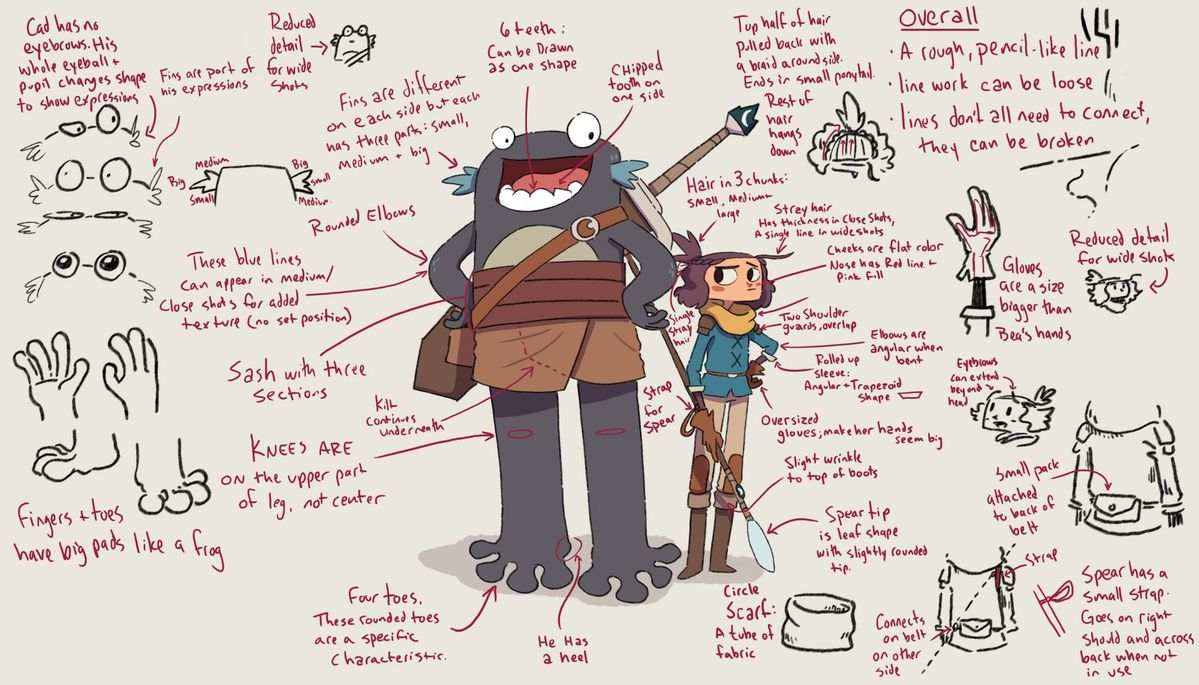 Cad has no
eyebrows. His
whole eyeball +
pupil changes shape
to show expressions
Fins are part of
his expressions
Reduced
detail
for wide
shots
Medium
Big
Small
Big
Small
Medium
Fins are different
on each side but each
has three parts: small,
medium + big
6 teeth:
Can be Drawn
as one shape
Chipped
tooth on
one side
Rounded Elbows
These blue lines
can appear in medium/
close shots for added
texture (no set position)
Sash with three
sections
Kilt
continues
underneath
Knees are
on the upper part
of leg, not center
Fingers + toes
have big pads like a frog
Four toes,
These rounded toes
are a specific
characteristic.
He Has
a heel
Top half of hair
pulled back with
a braid around side.
Ends in small ponytail.
Rest of
hair
hangs
down
Hair in 3 chunks:
small, medium +
large
Stray hair
Has thickness in close shots,
A single line in wide shots
Cheeks are flat color
Nose has Red line +
Pink fill
Single
Stray
hair
Two Shoulder
guards, overlap
Elbows are
angular when
bent
Rolled up
sleeve:
Angular + Trapezoid
shape
Strap
for
Spear
Oversized
gloves; make her hands
seem big
Slight wrinkle
to top of boots
Spear tip
is leaf shape
with slightly rounded
tip.
Circle
Scarf:
A tube of
fabric
Overall
• A rough, pencil-like line
• line work can be loose
• lines don't all need to connect,
they can be broken
Gloves
are a size
bigger than
Bea's hands
Reduced detail
for wide shots
Eyebrows
can extend
beyond
head
Small pack
attached
to back of
belt
Strap
Connects
on belt
on other
side
Spear has a
small strap.
Goes on right
should and across
back when not
in use